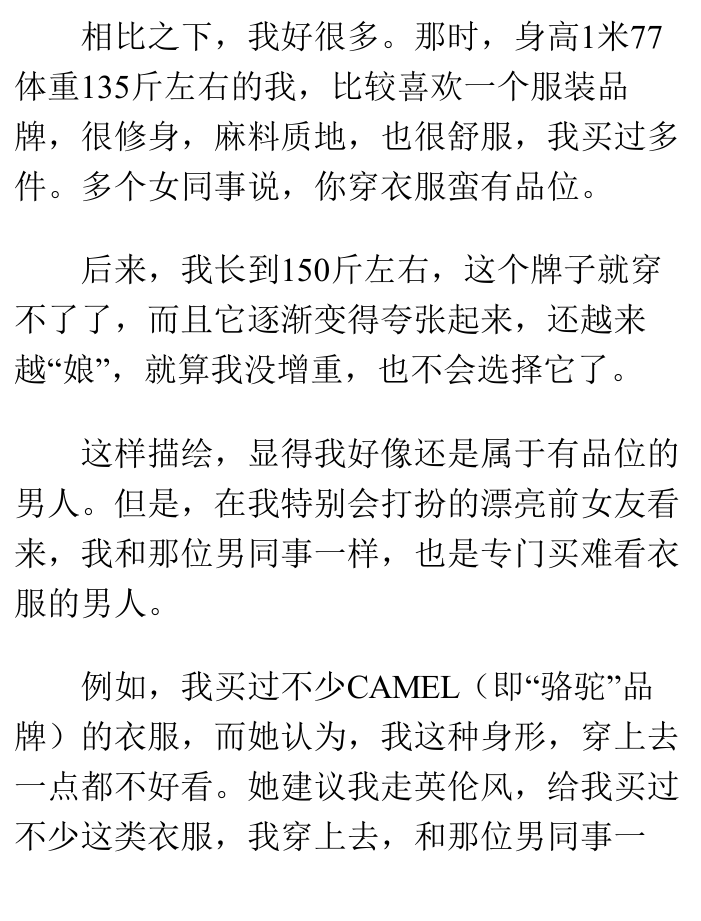 相比之下，我好很多。那时，身高1米77
体重135斤左右的我，比较喜欢一个服装品
牌，很修身，麻料质地，也很舒服，我买过多
件。多个女同事说，你穿衣服蛮有品位。
后来，我长到150斤左右，这个牌子就穿
不了了，而且它逐渐变得夸张起来，还越来
越“娘”，就算我没增重，也不会选择它了。
这样描绘，显得我好像还是属于有品位的
男人。但是，在我特别会打扮的漂亮前女友看
来，我和那位男同事一样，也是专门买难看衣
服的男人。
例如，我买过不少CAMEL（即“骆驼”品
牌）的衣服，而她认为，我这种身形，穿上去
一点都不好看。她建议我走英伦风，给我买过
不少这类衣服，我穿上去，和那位男同事一